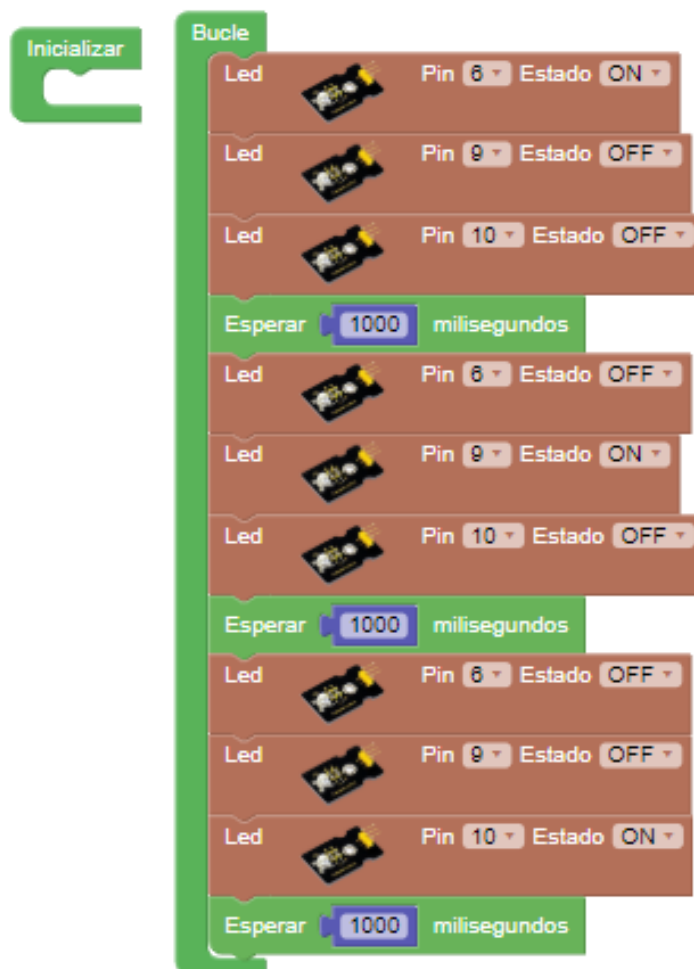 Inicializar
Bucle
Led Pin 6 Estado ON
Led Pin 9 Estado OFF
Led Pin 10 Estado OFF
Esperar 1000 milisegundos
Led Pin 6 Estado OFF
Led Pin 9 Estado ON
Led Pin 10 Estado OFF
Esperar 1000 milisegundos
Led Pin 6 Estado OFF
Led Pin 9 Estado OFF
Led Pin 10 Estado ON
Esperar 1000 milisegundos